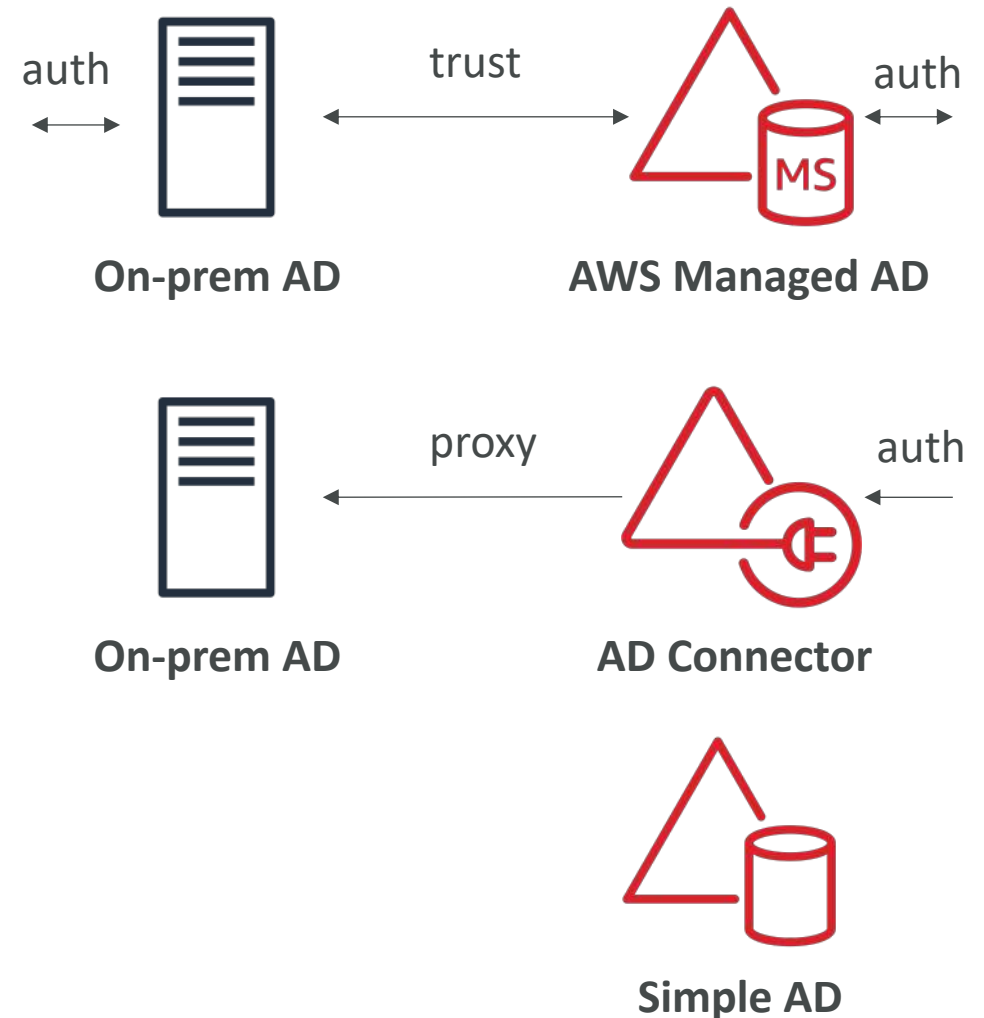 auth
trust
auth
MS
On-prem AD
AWS Managed AD
proxy
auth
On-prem AD
AD Connector
Simple AD